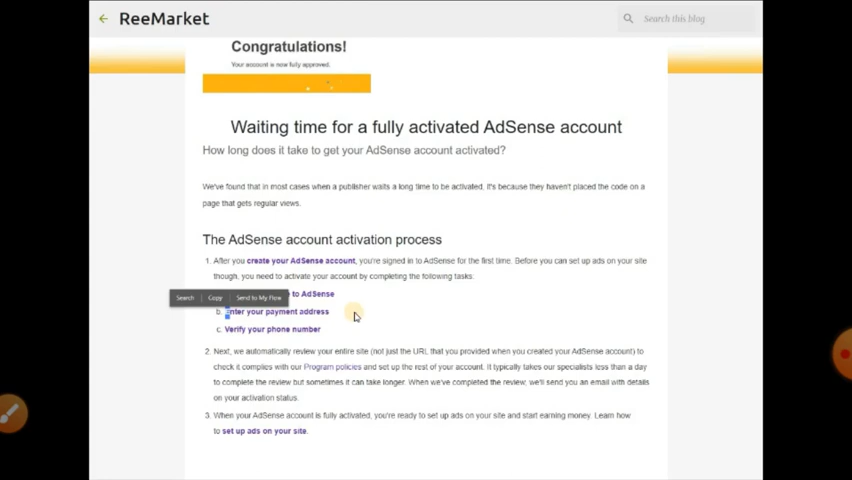 ReeMarket
Search this blog
Congratulations!
Your account is now fully approved.
Waiting time for a fully activated AdSense account
How long does it take to get your AdSense account activated?
We've found that in most cases when a publisher waits a long time to be activated, it's because they haven't placed the code on a
page that gets regular views.
The AdSense account activation process
1. After you create your AdSense account, you're signed in to AdSense for the first time. Before you can set up ads on your site
though, you need to activate your account by completing the following tasks:
to AdSense
Search Copy Send to My Flow
b. Enter your payment address
c. Verify your phone number
2. Next, we automatically review your entire site (not just the URL that you provided when you created your AdSense account) to
check it complies with our Program policies and set up the rest of your account. It typically takes our specialists less than a day
to complete the review but sometimes it can take longer. When we've completed the review, we'll send you an email with details
on your activation status.
3. When your AdSense account is fully activated, you're ready to set up ads on your site and start earning money. Learn how
to set up ads on your site.